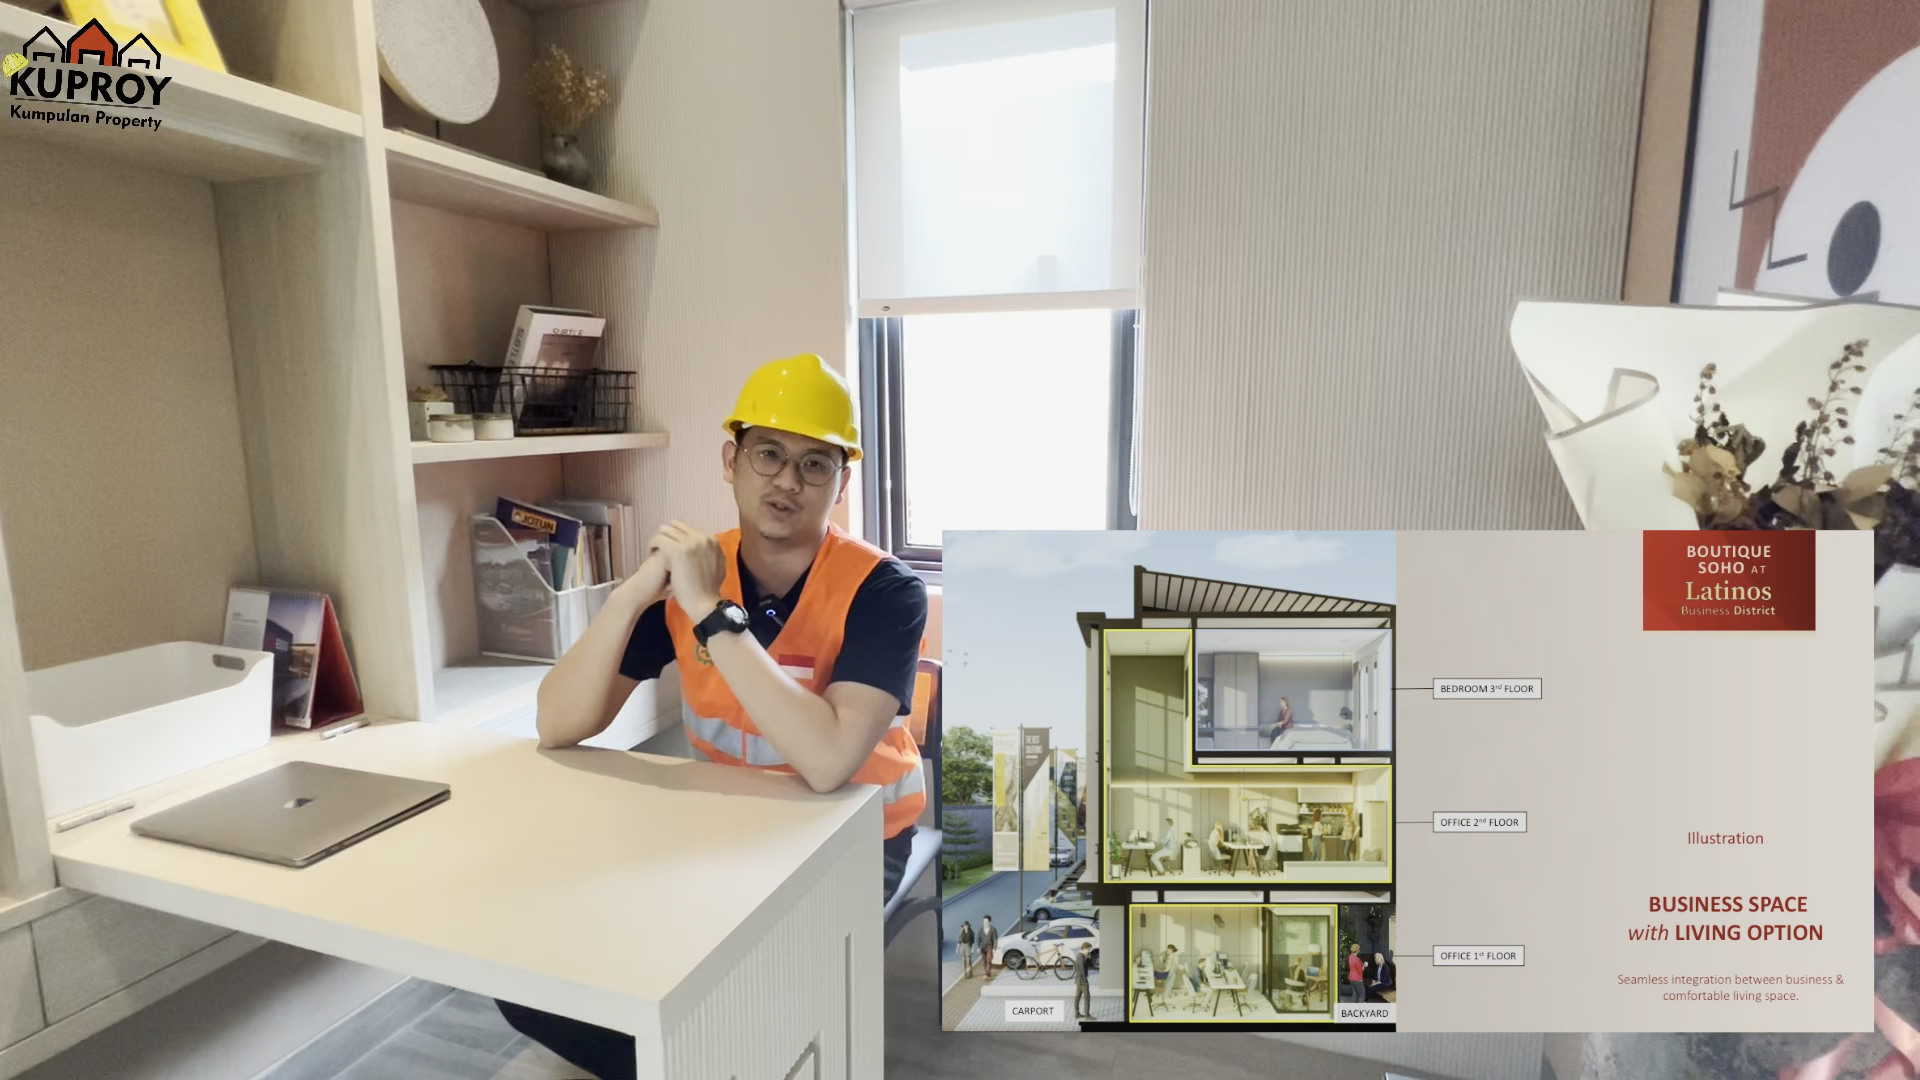 KUPROY
Kumpulan Property
SUBTLE
SUBTLE
JOTUN
BOUTIQUE
SOHO AT
Latinos
Business District
BEDROOM 3rd FLOOR
OFFICE 2nd FLOOR
Illustration
BUSINESS SPACE
with LIVING OPTION
OFFICE 1st FLOOR
Seamless integration between business &
comfortable living space.
CARPORT
BACKYARD